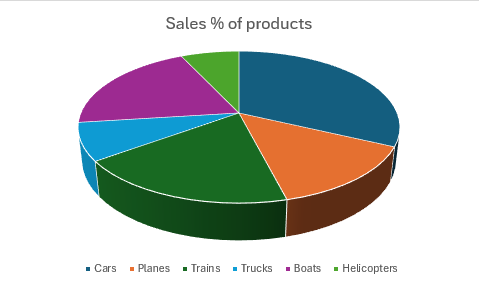 Sales % of products
Cars Planes Trains Trucks Boats Helicopters